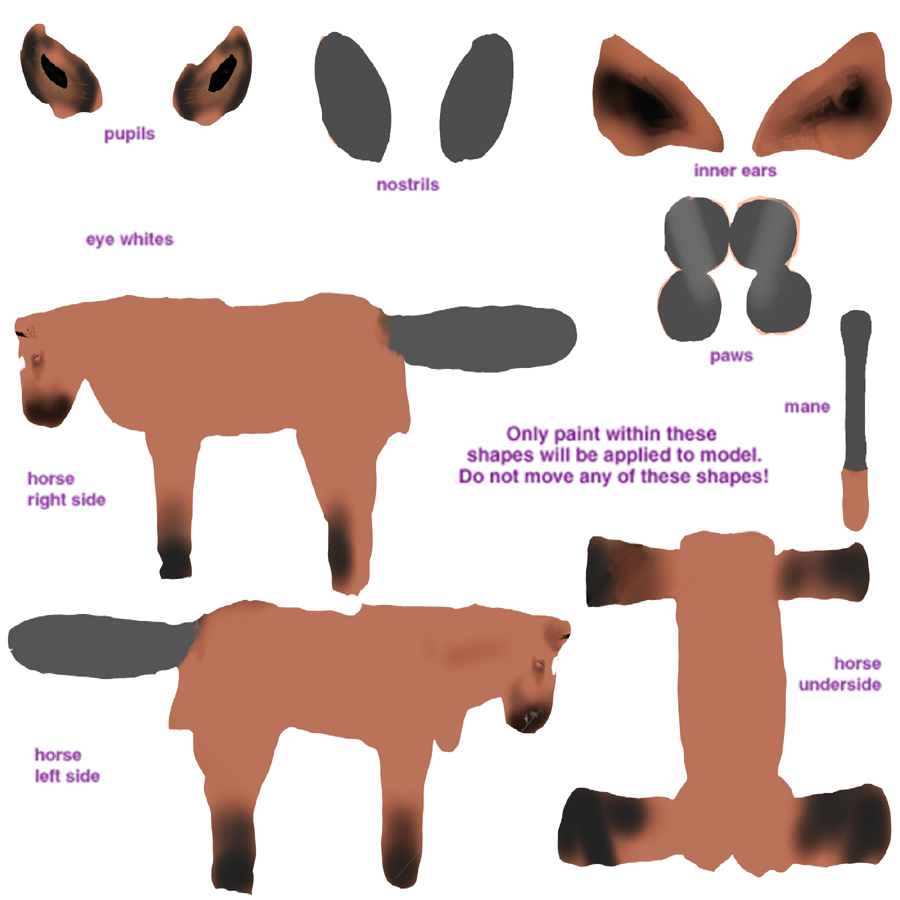 pupils
nostrils
inner ears
eye whites
paws
mane
Only paint within these
shapes will be applied to model.
Do not move any of these shapes!
horse
right side
horse
underside
horse
left side